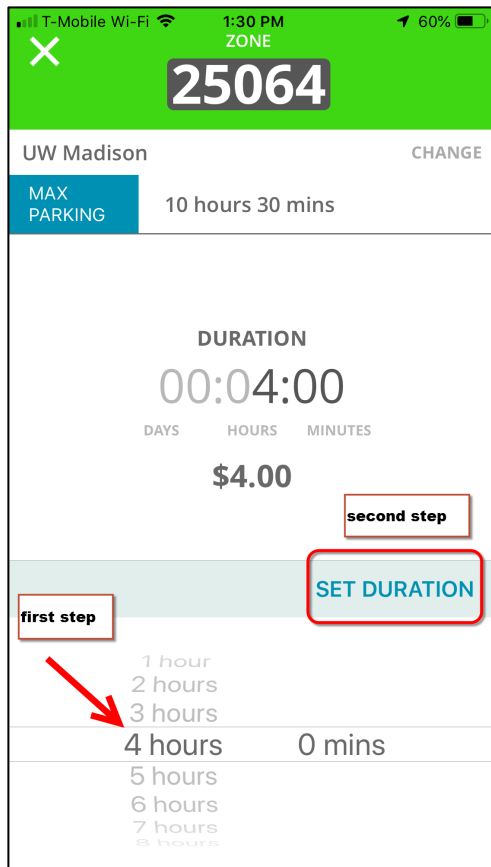 T-Mobile Wi-Fi 1:30 PM 60%
ZONE
25064
UW Madison CHANGE
MAX
PARKING
10 hours 30 mins
DURATION
00:04:00
DAYS HOURS MINUTES
$4.00
second step
SET DURATION
first step
1 hour
2 hours
3 hours
4 hours 0 mins
5 hours
6 hours
7 hours
8 hours